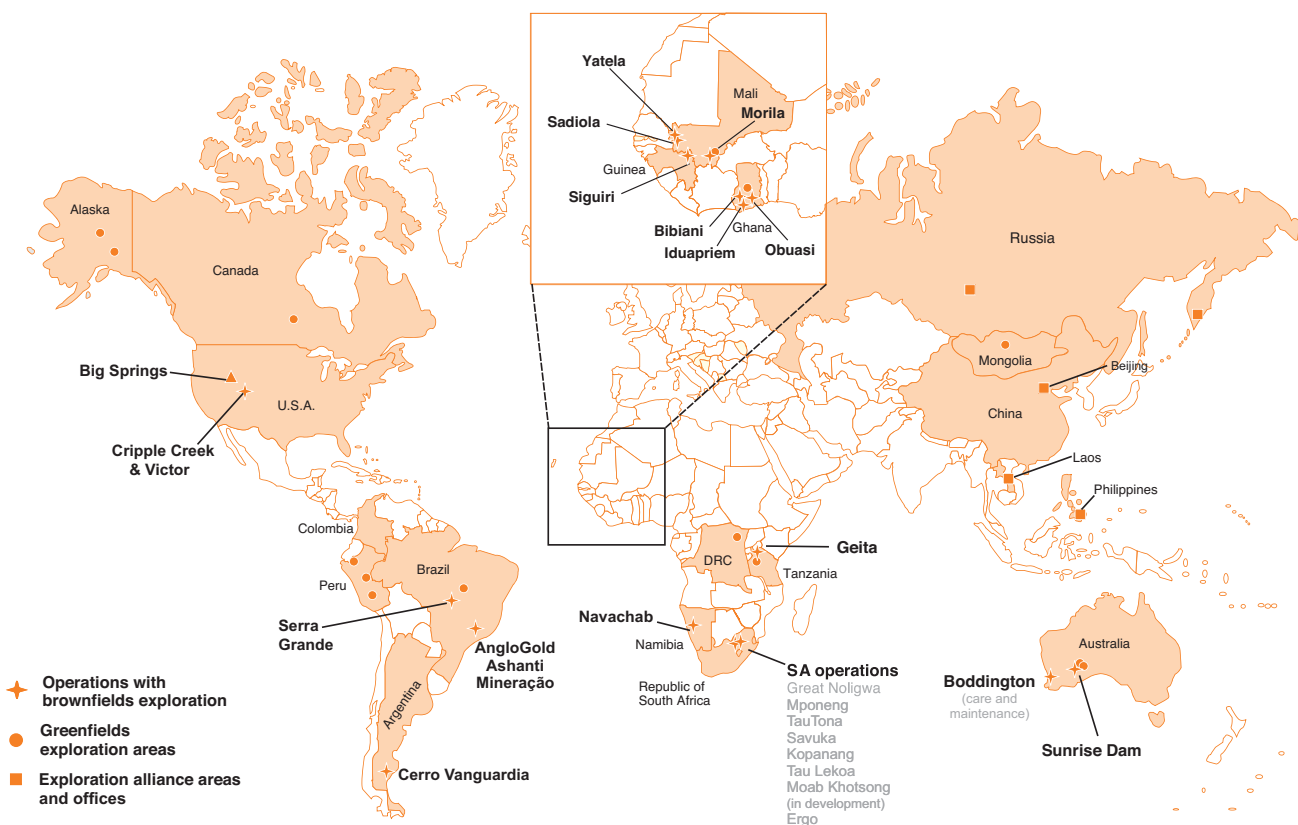 Yatela
Mali
Sadiola
Morila
Guinea
Siguiri
Bibiani
Ghana
Iduapriem
Obuasi
Alaska
Canada
Russia
Big Springs
U.S.A.
Cripple Creek
& Victor
Mongolia
Beijing
China
Laos
Philippines
Colombia
Peru
Brazil
Serra
Grande
AngloGold
Ashanti
Mineração
Argentina
Cerro Vanguardia
DRC
Geita
Tanzania
Navachab
Namibia
Republic of
South Africa
SA operations
Great Noligwa
Mponeng
TauTona
Savuka
Kopanang
Tau Lekoa
Moab Khotsong
(in development)
Ergo
Australia
Boddington
(care and
maintenance)
Sunrise Dam
Operations with
brownfields exploration
Greenfields
exploration areas
Exploration alliance areas
and offices